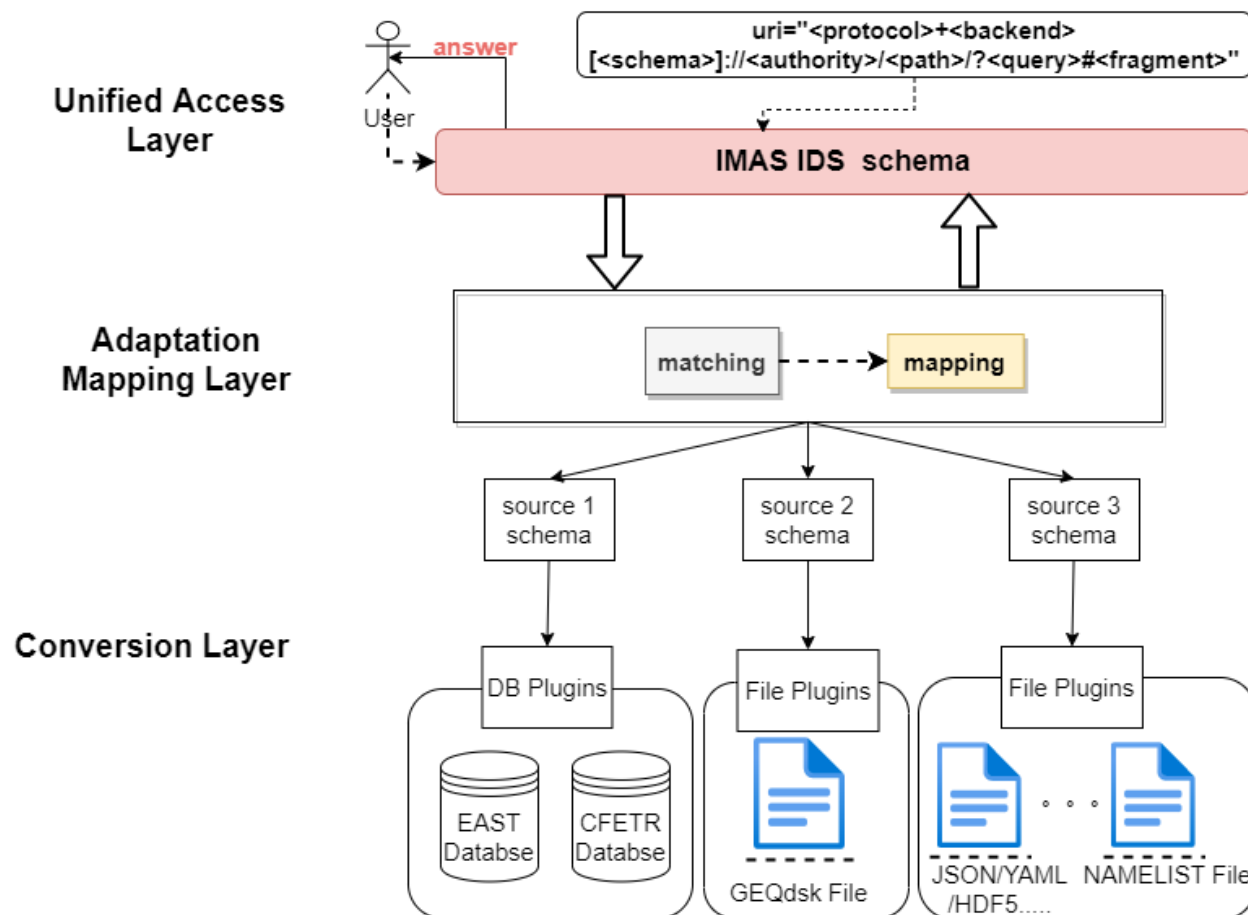 uri="<protocol>+<backend>
[<schema>]://<authority>/<path>/?<query>#<fragment>"
answer
User
Unified Access
Layer
IMAS IDS schema
Adaptation
Mapping Layer
matching
mapping
source 1
schema
source 2
schema
source 3
schema
Conversion Layer
DB Plugins
File Plugins
File Plugins
EAST
Databse
CFETR
Databse
GEQdsk File
JSON/YAML
/HDF5.....
NAMELIST File